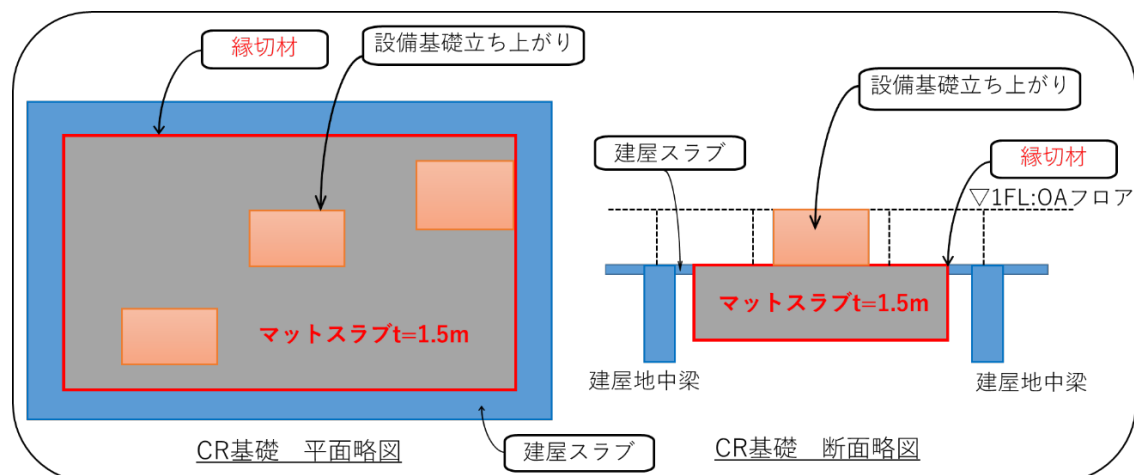 縁切材
設備基礎立ち上がり
マットスラブt=1.5m
建屋スラブ
CR基礎　平面略図
設備基礎立ち上がり
建屋スラブ
縁切材
▽1FL:OAフロア
マットスラブt=1.5m
建屋地中梁
建屋地中梁
CR基礎　断面略図